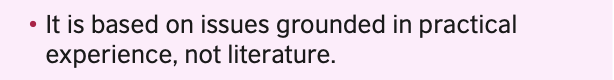 • It is based on issues grounded in practical
experience, not literature.